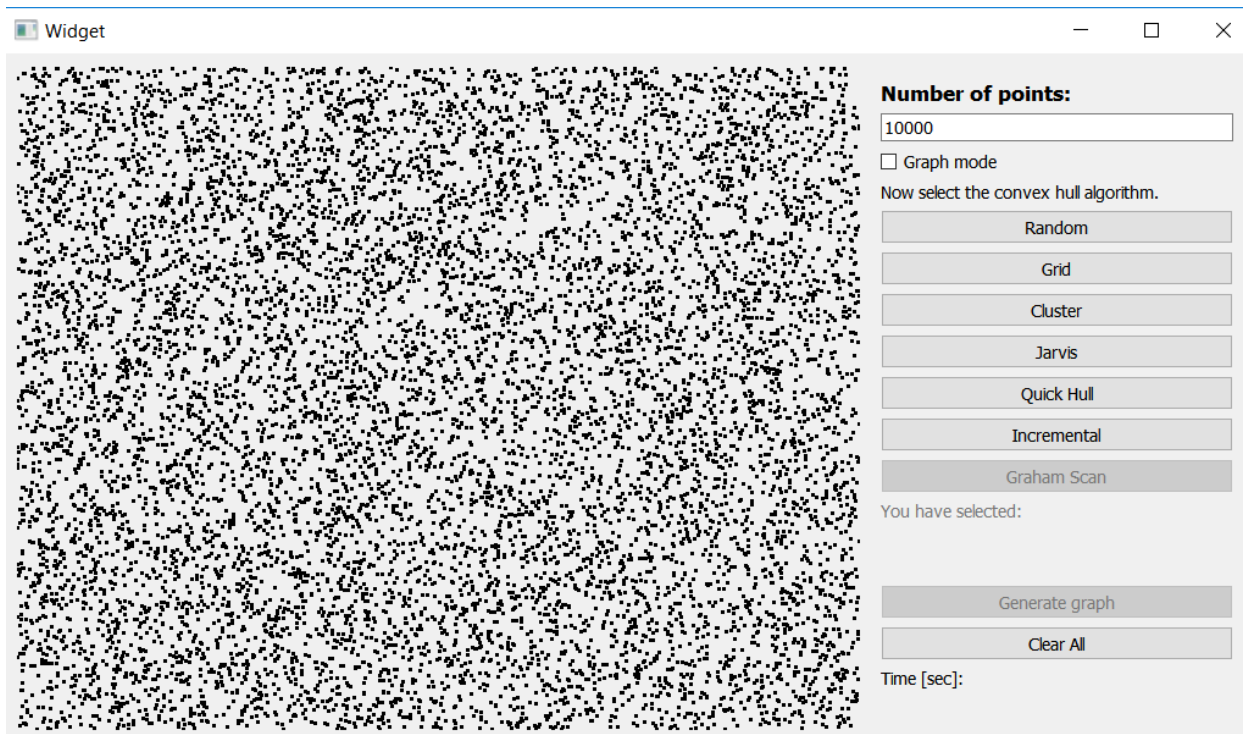 Widget
Number of points:
10000
Graph mode
Now select the convex hull algorithm.
Random
Grid
Cluster
Jarvis
Quick Hull
Incremental
Graham Scan
You have selected:
Generate graph
Clear All
Time [sec]: